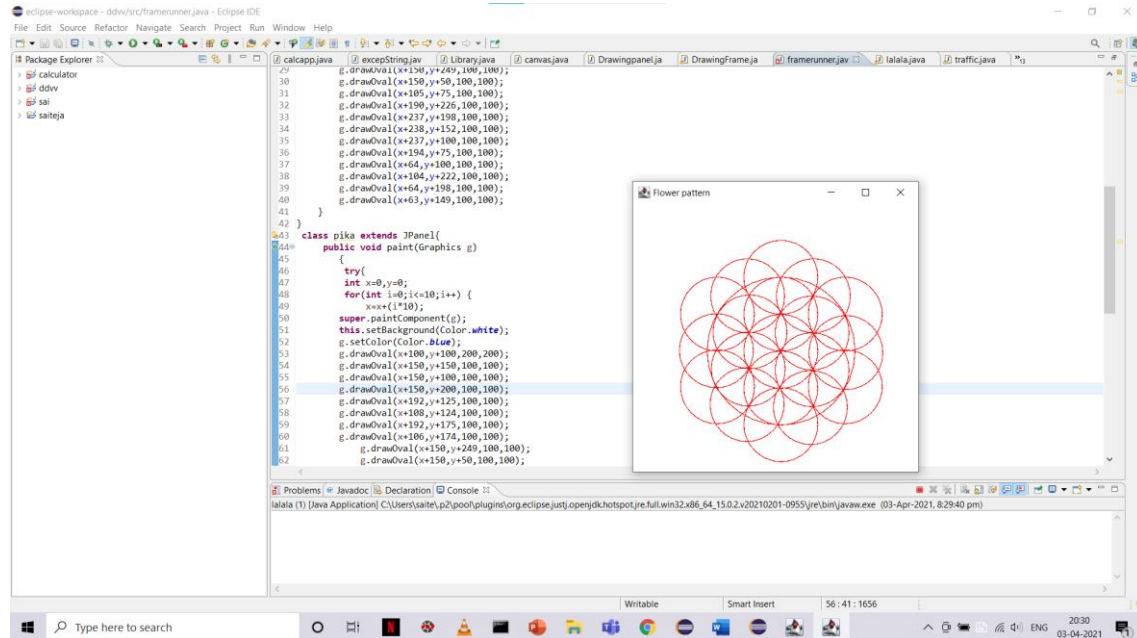 eclipse-workspace - ddvv/src/framerunner.java - Eclipse IDE
File Edit Source Refactor Navigate Search Project Run Window Help
Package Explorer
calculator
ddvv
sai
saiteja
calcapp.java excepString.jav Library.java canvas.java Drawingpanel.ja DrawingFrame.ja framerunner.jav lalala.java traffic.java »13
29 g.drawOval(x+150,y+249,100,100);
30 g.drawOval(x+150,y+50,100,100);
31 g.drawOval(x+105,y+75,100,100);
32 g.drawOval(x+190,y+226,100,100);
33 g.drawOval(x+237,y+198,100,100);
34 g.drawOval(x+238,y+152,100,100);
35 g.drawOval(x+237,y+100,100,100);
36 g.drawOval(x+194,y+75,100,100);
37 g.drawOval(x+64,y+100,100,100);
38 g.drawOval(x+104,y+222,100,100);
39 g.drawOval(x+64,y+198,100,100);
40 g.drawOval(x+63,y+149,100,100);
41 }
42 }
43 class pika extends JPanel{
44 public void paint(Graphics g)
45 {
46 try{
47 int x=0,y=0;
48 for(int i=0;i<=10;i++) {
49 x=x+(i*10);
50 super.paintComponent(g);
51 this.setBackground(Color.white);
52 g.setColor(Color.blue);
53 g.drawOval(x+100,y+100,200,200);
54 g.drawOval(x+150,y+150,100,100);
55 g.drawOval(x+150,y+100,100,100);
56 g.drawOval(x+150,y+200,100,100);
57 g.drawOval(x+192,y+125,100,100);
58 g.drawOval(x+108,y+124,100,100);
59 g.drawOval(x+192,y+175,100,100);
60 g.drawOval(x+106,y+174,100,100);
61 g.drawOval(x+150,y+249,100,100);
62 g.drawOval(x+150,y+50,100,100);
Flower pattern
Problems Javadoc Declaration Console
lalala (1) [Java Application] C:\Users\saite\.p2\pool\plugins\org.eclipse.justj.openjdk.hotspot.jre.full.win32.x86_64_15.0.2.v20210201-0955\jre\bin\javaw.exe (03-Apr-2021, 8:29:40 pm)
Writable Smart Insert 56 : 41 : 1656
Type here to search
ENG 20:30
03-04-2021